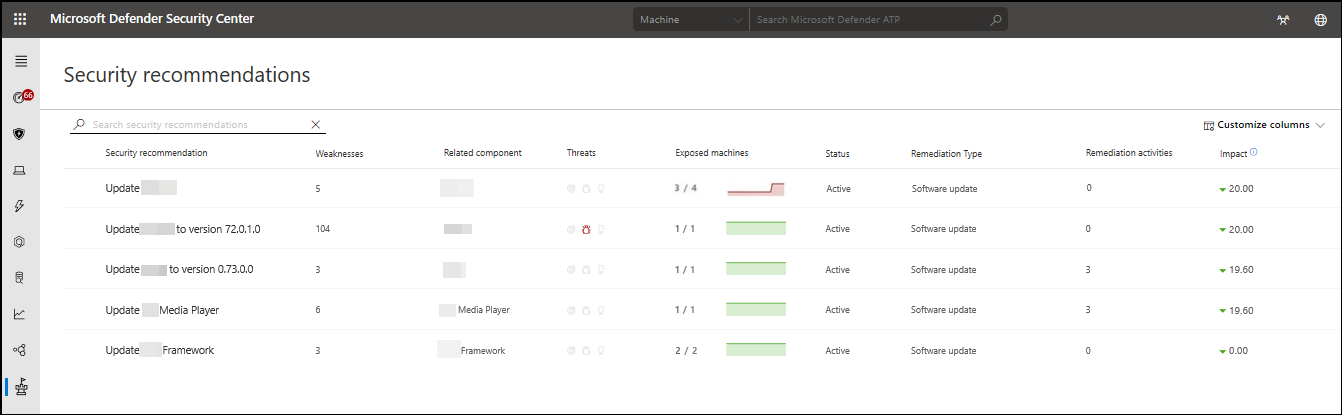 Microsoft Defender Security Center Machine Search Microsoft Defender ATP
Security recommendations
66
Search security recommendations Customize columns
Security recommendation Weaknesses Related component Threats Exposed machines Status Remediation Type Remediation activities Impact
Update 5 3 / 4 Active Software update 0 20.00
Update to version 72.0.1.0 104 1 / 1 Active Software update 0 20.00
Update to version 0.73.0.0 3 1 / 1 Active Software update 3 19.60
Update Media Player 6 Media Player 1 / 1 Active Software update 3 19.60
Update Framework 3 Framework 2 / 2 Active Software update 0 0.00